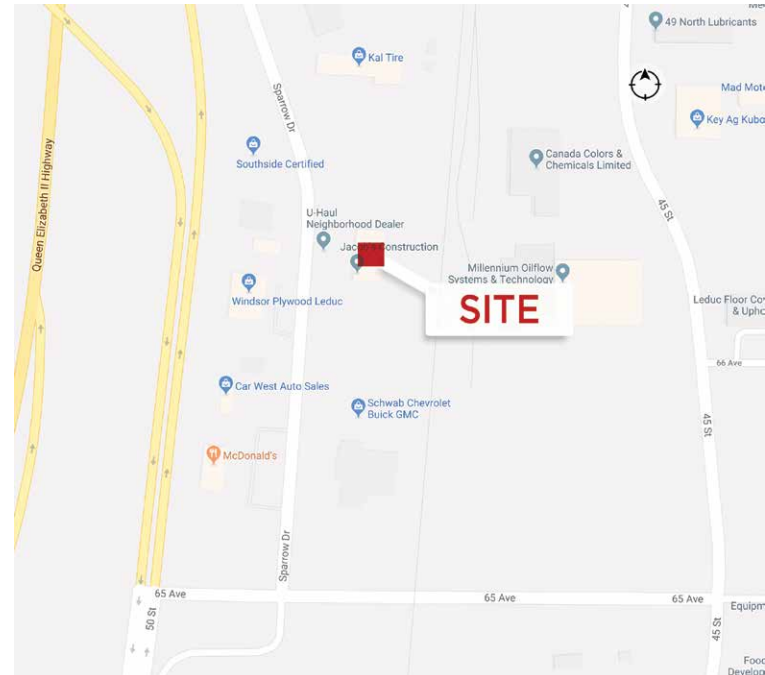 49 North Lubricants
Kal Tire
Mad Mot
Key Ag Kubo
Sparrow Dr
Queen Elizabeth II Highway
Southside Certified
Canada Colors &
Chemicals Limited
45 St
U-Haul
Neighborhood Dealer
Construction
Millennium Oilflow
Systems & Technology
SITE
Windsor Plywood Leduc
Leduc Floor Cov
& Upho
66 Ave
Car West Auto Sales
Schwab Chevrolet
Buick GMC
45 St
McDonald's
Sparrow Dr
65 Ave
65 Ave
65 Ave
50 St
45 St
Equipm
Food
Develop